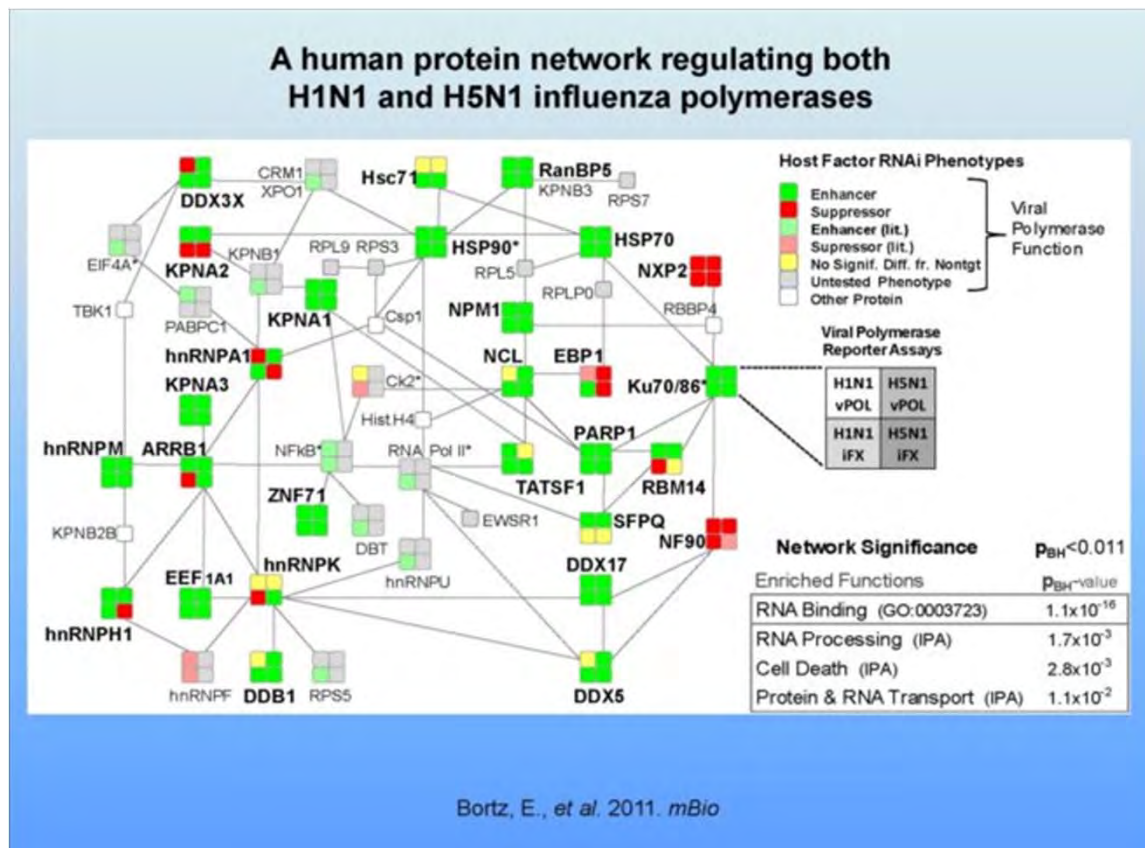 A human protein network regulating both
H1N1 and H5N1 influenza polymerases
DDX3X
CRM1
XPO1
Hsc71
RanBP5
KPNB3
RPS7
EIF4A*
KPNA2
KPNB1
RPL9 RPS3
HSP90*
HSP70
RPL5
NXP2
TBK1
PABPC1
KPNA1
Csp1
NPM1
RPLP0
RBBP4
hnRNPA1
KPNA3
Ck2*
NCL
EBP1
Ku70/86*
Hist.H4
hnRNPM
ARRB1
NFkB*
RNA Pol II*
PARP1
TATSF1
RBM14
ZNF71
KPNB2B
DBT
EWSR1
SFPQ
NF90
hnRNPU
hnRNPK
EEF1A1
DDX17
hnRNPH1
hnRNPF
DDB1
RPS5
DDX5
Host Factor RNAi Phenotypes
Enhancer
Suppressor
Enhancer (lit.)
Supressor (lit.)
No Signif. Diff. fr. Nontgt
Untested Phenotype
Other Protein
Viral
Polymerase
Function
Viral Polymerase
Reporter Assays
H1N1 H5N1
vPOL vPOL
H1N1 H5N1
iFX iFX
Network Significance pBH<0.011
Enriched Functions pBH-value
RNA Binding (GO:0003723) 1.1x10-16
RNA Processing (IPA) 1.7x10-3
Cell Death (IPA) 2.8x10-3
Protein & RNA Transport (IPA) 1.1x10-2
Bortz, E., et al. 2011. mBio